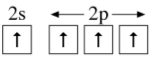 2s 2p
↑ ↑ ↑ ↑